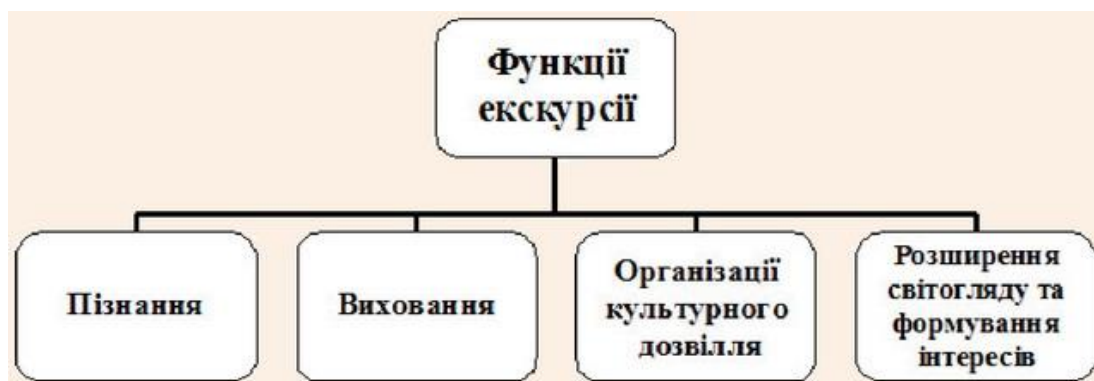 Функції
екскурсії
Пізнання
Виховання
Організації
культурного
дозвілля
Розширення
світогляду та
формування
інтересів